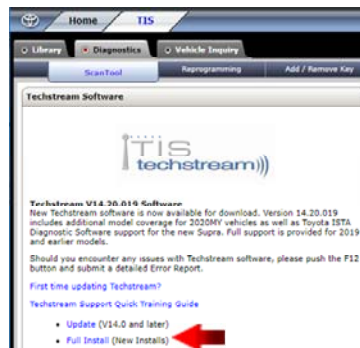 Home TIS
Library Diagnostics Vehicle Inquiry
ScanTool Reprogramming Add / Remove Key
Techstream Software
TIS
techstream
Techstream V14.20.019 Software
New Techstream software is now available for download. Version 14.20.019
includes additional model coverage for 2020MY vehicles as well as Toyota ISTA
Diagnostic Software support for the new Supra. Full support is provided for 2019
and earlier models.
Should you encounter any issues with Techstream software, please push the F12
button and submit a detailed Error Report.
First time updating Techstream?
Techstream Support Quick Training Guide
• Update (V14.0 and later)
• Full Install (New Installs)